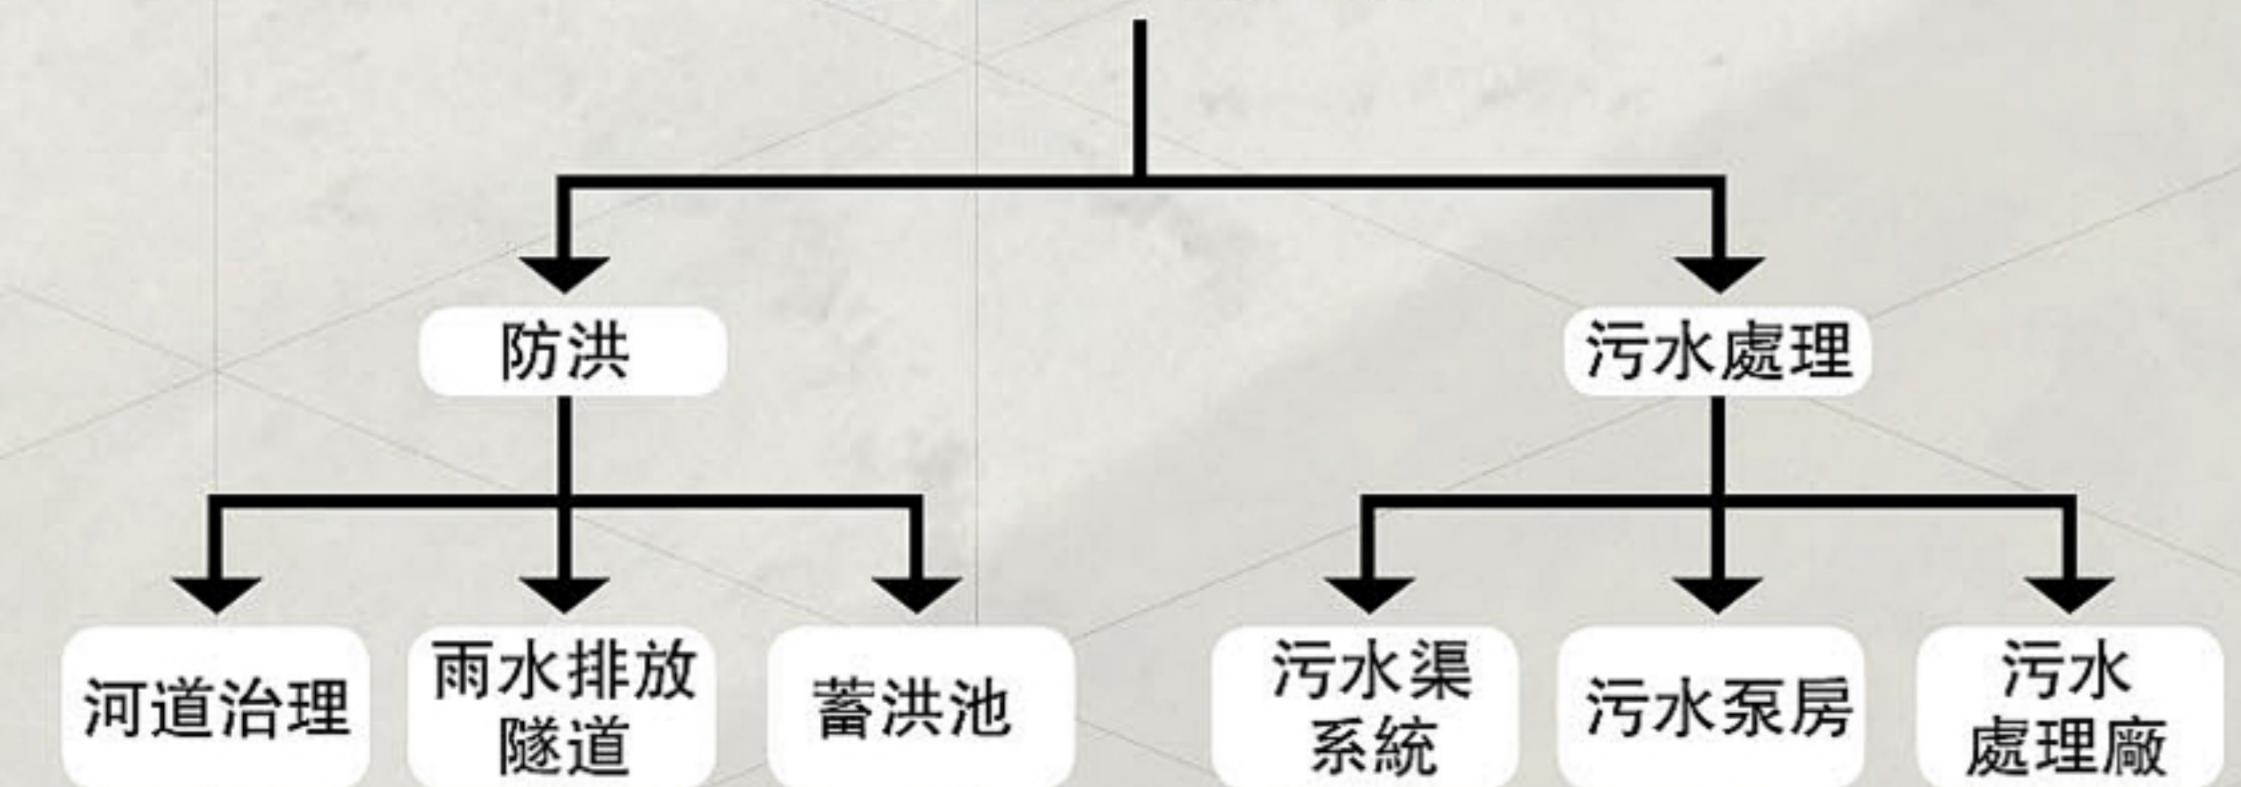 防洪
污水處理
河道治理
雨水排放
隧道
蓄洪池
污水渠
系統
污水泵房
污水
處理廠